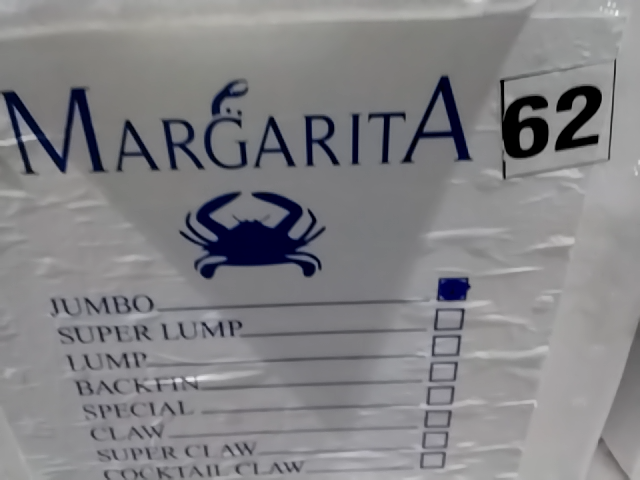 MARGARITA 62
JUMBO
SUPER LUMP
LUMP
BACKFIN
SPECIAL
CLAW
SUPER CLAW
COCKTAIL CLAW